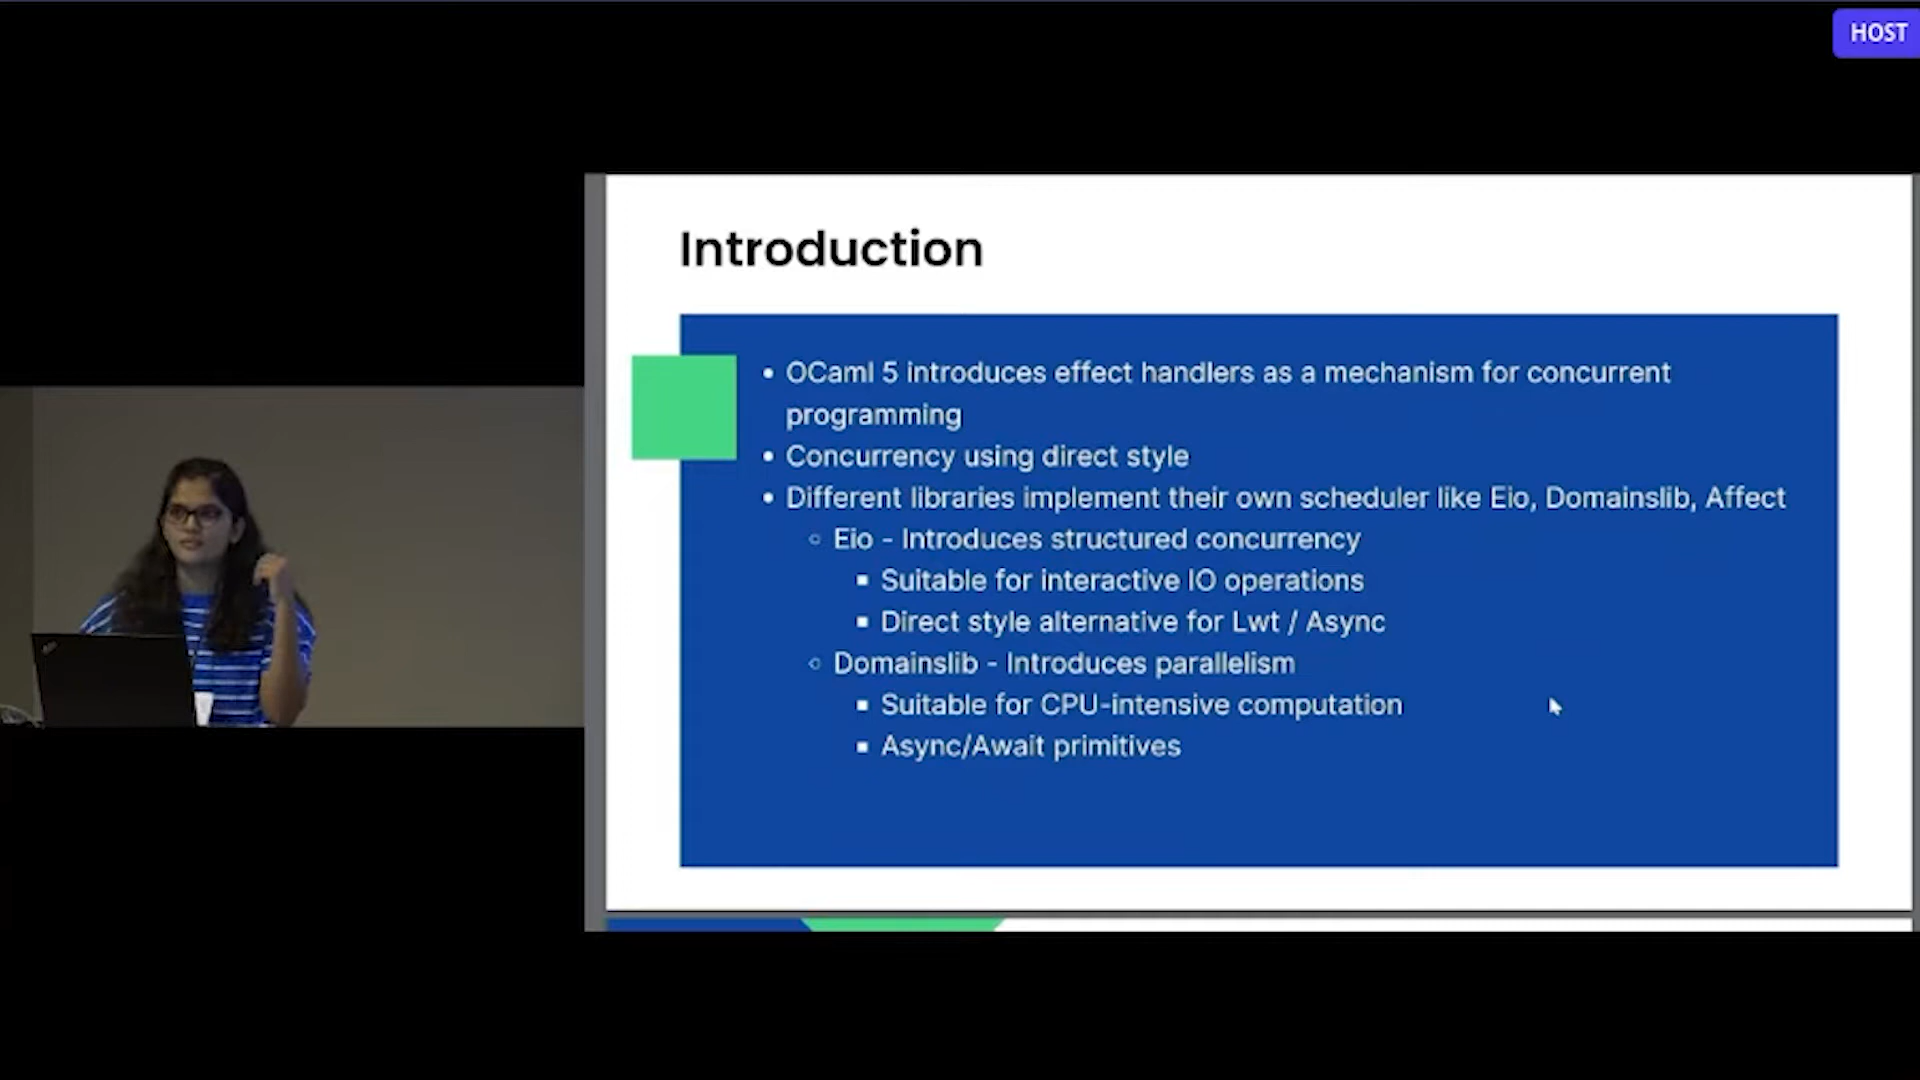 HOST
Introduction
• OCaml 5 introduces effect handlers as a mechanism for concurrent
programming
• Concurrency using direct style
• Different libraries implement their own scheduler like Eio, Domainslib, Affect
○ Eio - Introduces structured concurrency
▪ Suitable for interactive IO operations
▪ Direct style alternative for Lwt / Async
○ Domainslib - Introduces parallelism
▪ Suitable for CPU-intensive computation
▪ Async/Await primitives